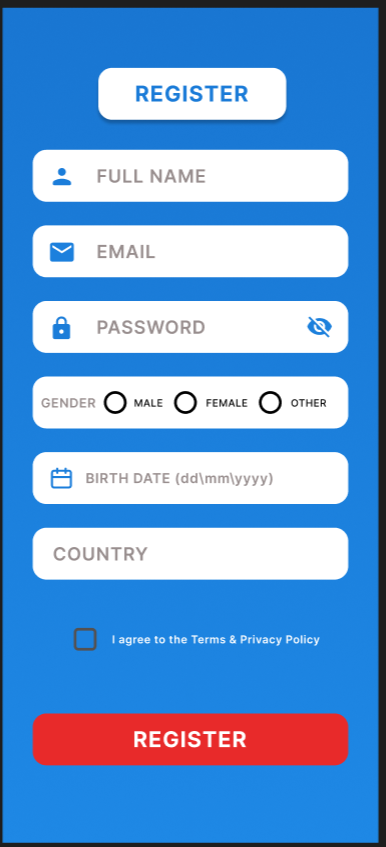 REGISTER
FULL NAME
EMAIL
PASSWORD
GENDER MALE FEMALE OTHER
BIRTH DATE (dd\mm\yyyy)
COUNTRY
I agree to the Terms & Privacy Policy
REGISTER